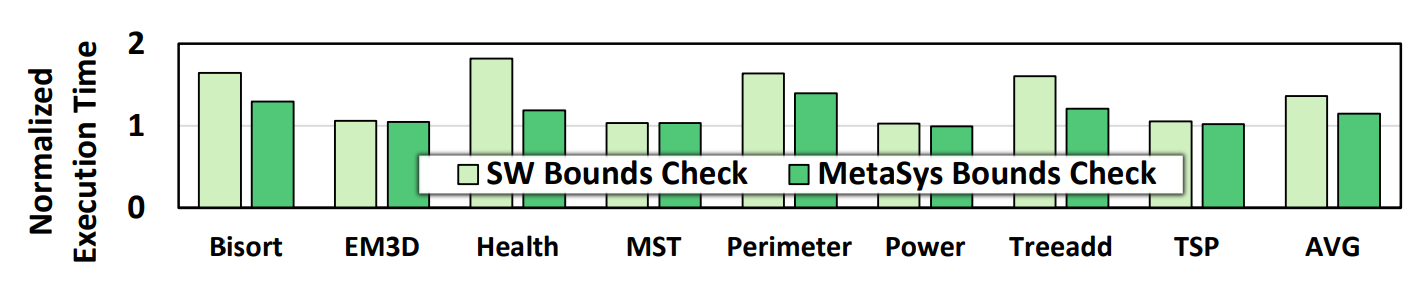 Normalized
Execution Time
2
1
0
SW Bounds Check MetaSys Bounds Check
Bisort EM3D Health MST Perimeter Power Treeadd TSP AVG